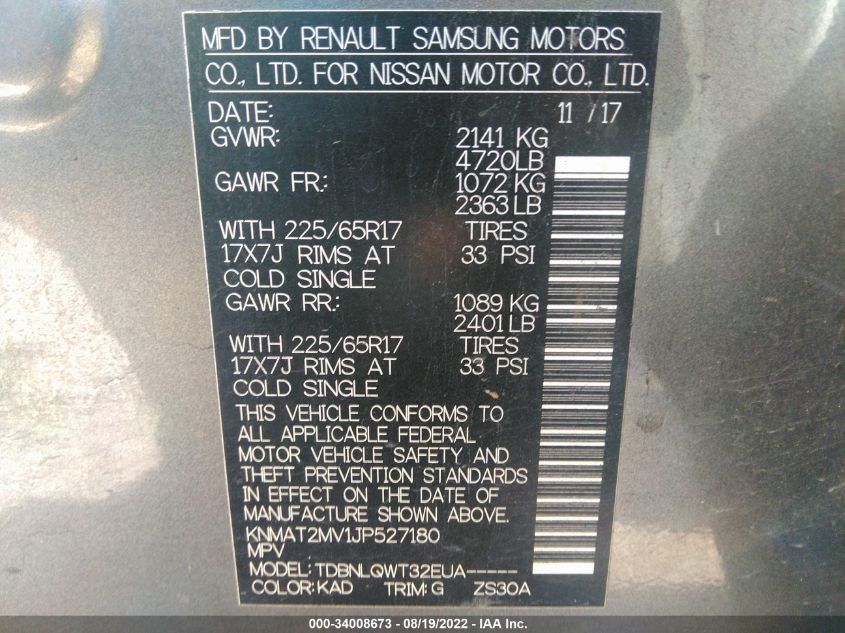 MFD BY RENAULT SAMSUNG MOTORS
CO., LTD. FOR NISSAN MOTOR CO., LTD.
DATE: 11 / 17
GVWR: 2141 KG
4720LB
GAWR FR.: 1072 KG
2363 LB
WITH 225/65R17 TIRES
17X7J RIMS AT 33 PSI
COLD SINGLE
GAWR RR.: 1089 KG
2401 LB
WITH 225/65R17 TIRES
17X7J RIMS AT 33 PSI
COLD SINGLE
THIS VEHICLE CONFORMS TO
ALL APPLICABLE FEDERAL
MOTOR VEHICLE SAFETY AND
THEFT PREVENTION STANDARDS
IN EFFECT ON THE DATE OF
MANUFACTURE SHOWN ABOVE.
KNMAT2MV1JP527180
MPV
MODEL: TDBNLQWT32EUA-----
COLOR: KAD TRIM: G ZS30A
000-34008673 - 08/19/2022 - IAA Inc.